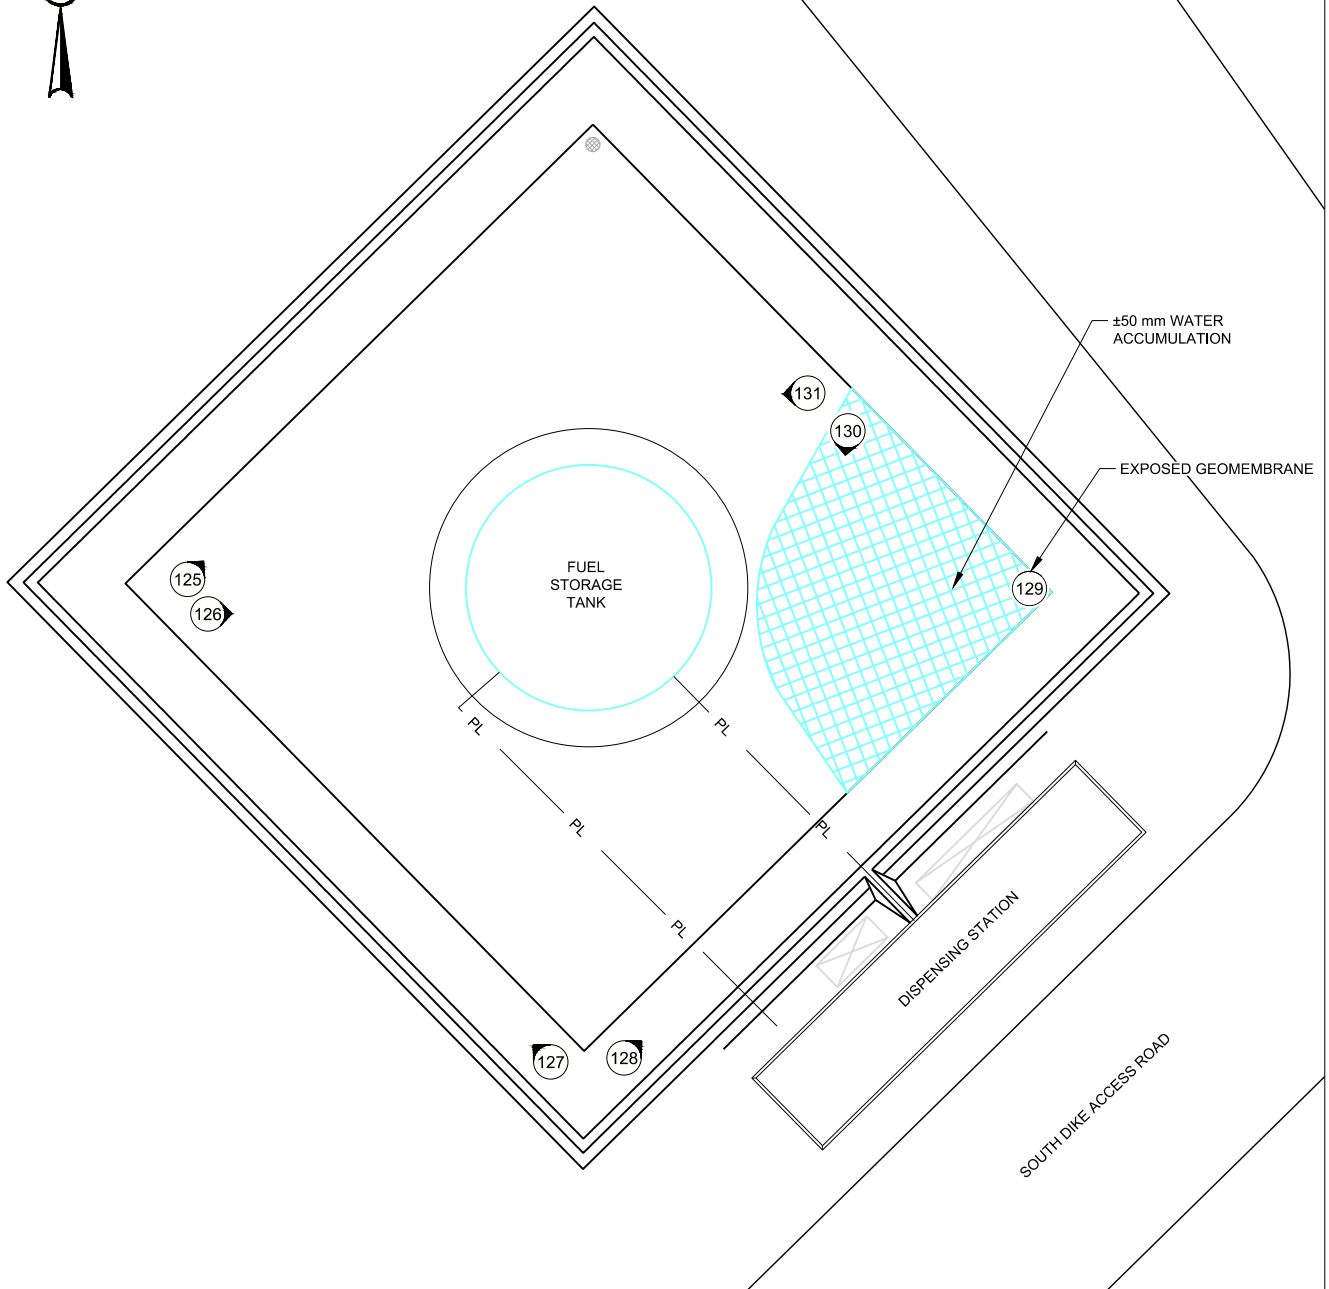 ±50 mm WATER
ACCUMULATION
131
130
EXPOSED GEOMEMBRANE
125
126
FUEL
STORAGE
TANK
129
PL
PL
PL
PL
PL
DISPENSING STATION
127
128
SOUTH DIKE ACCESS ROAD